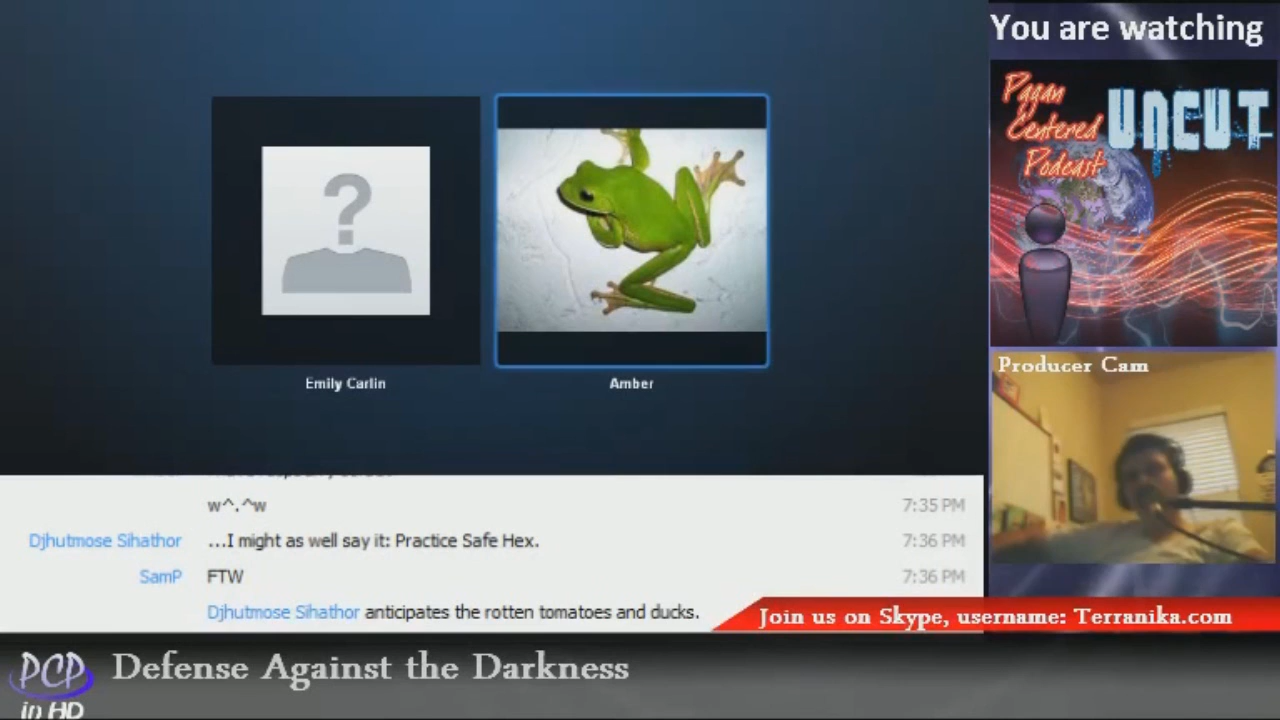 You are watching
Pagan
Centered
Podcast
UNCUT
Producer Cam
?
Emily Carlin
Amber
w^.^w 7:35 PM
Djhutmose Sihathor ...I might as well say it: Practice Safe Hex. 7:36 PM
SamP FTW 7:36 PM
Djhutmose Sihathor anticipates the rotten tomatoes and ducks.
Join us on Skype, username: Terranika.com
PCP
in HD
Defense Against the Darkness